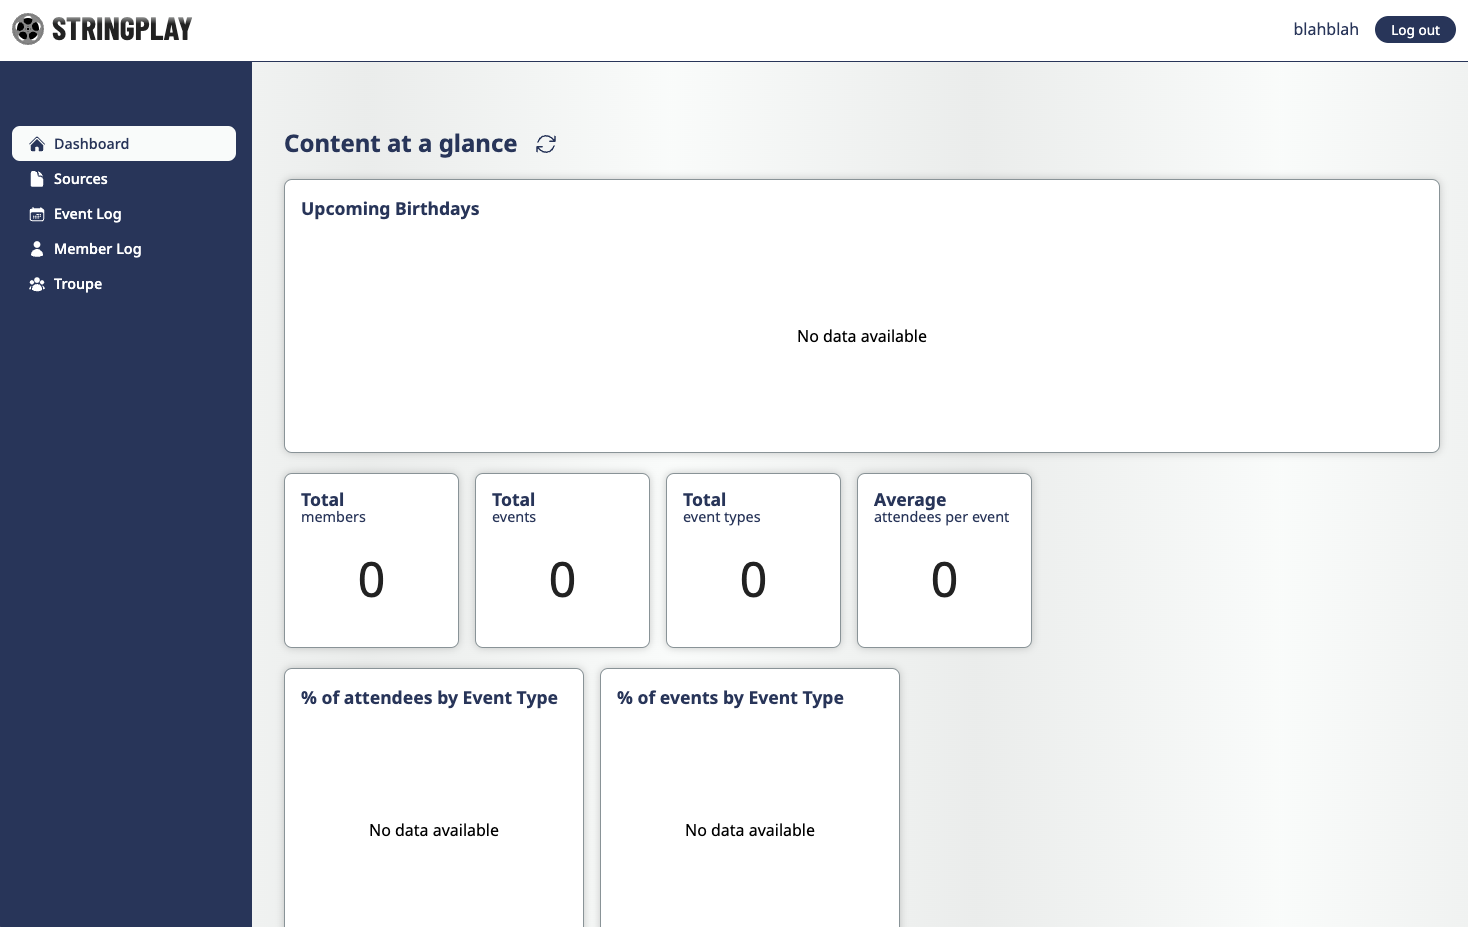 STRINGPLAY
blahblah
Log out
Dashboard
Sources
Event Log
Member Log
Troupe
Content at a glance
Upcoming Birthdays
No data available
Total
members
0
Total
events
0
Total
event types
0
Average
attendees per event
0
% of attendees by Event Type
No data available
% of events by Event Type
No data available